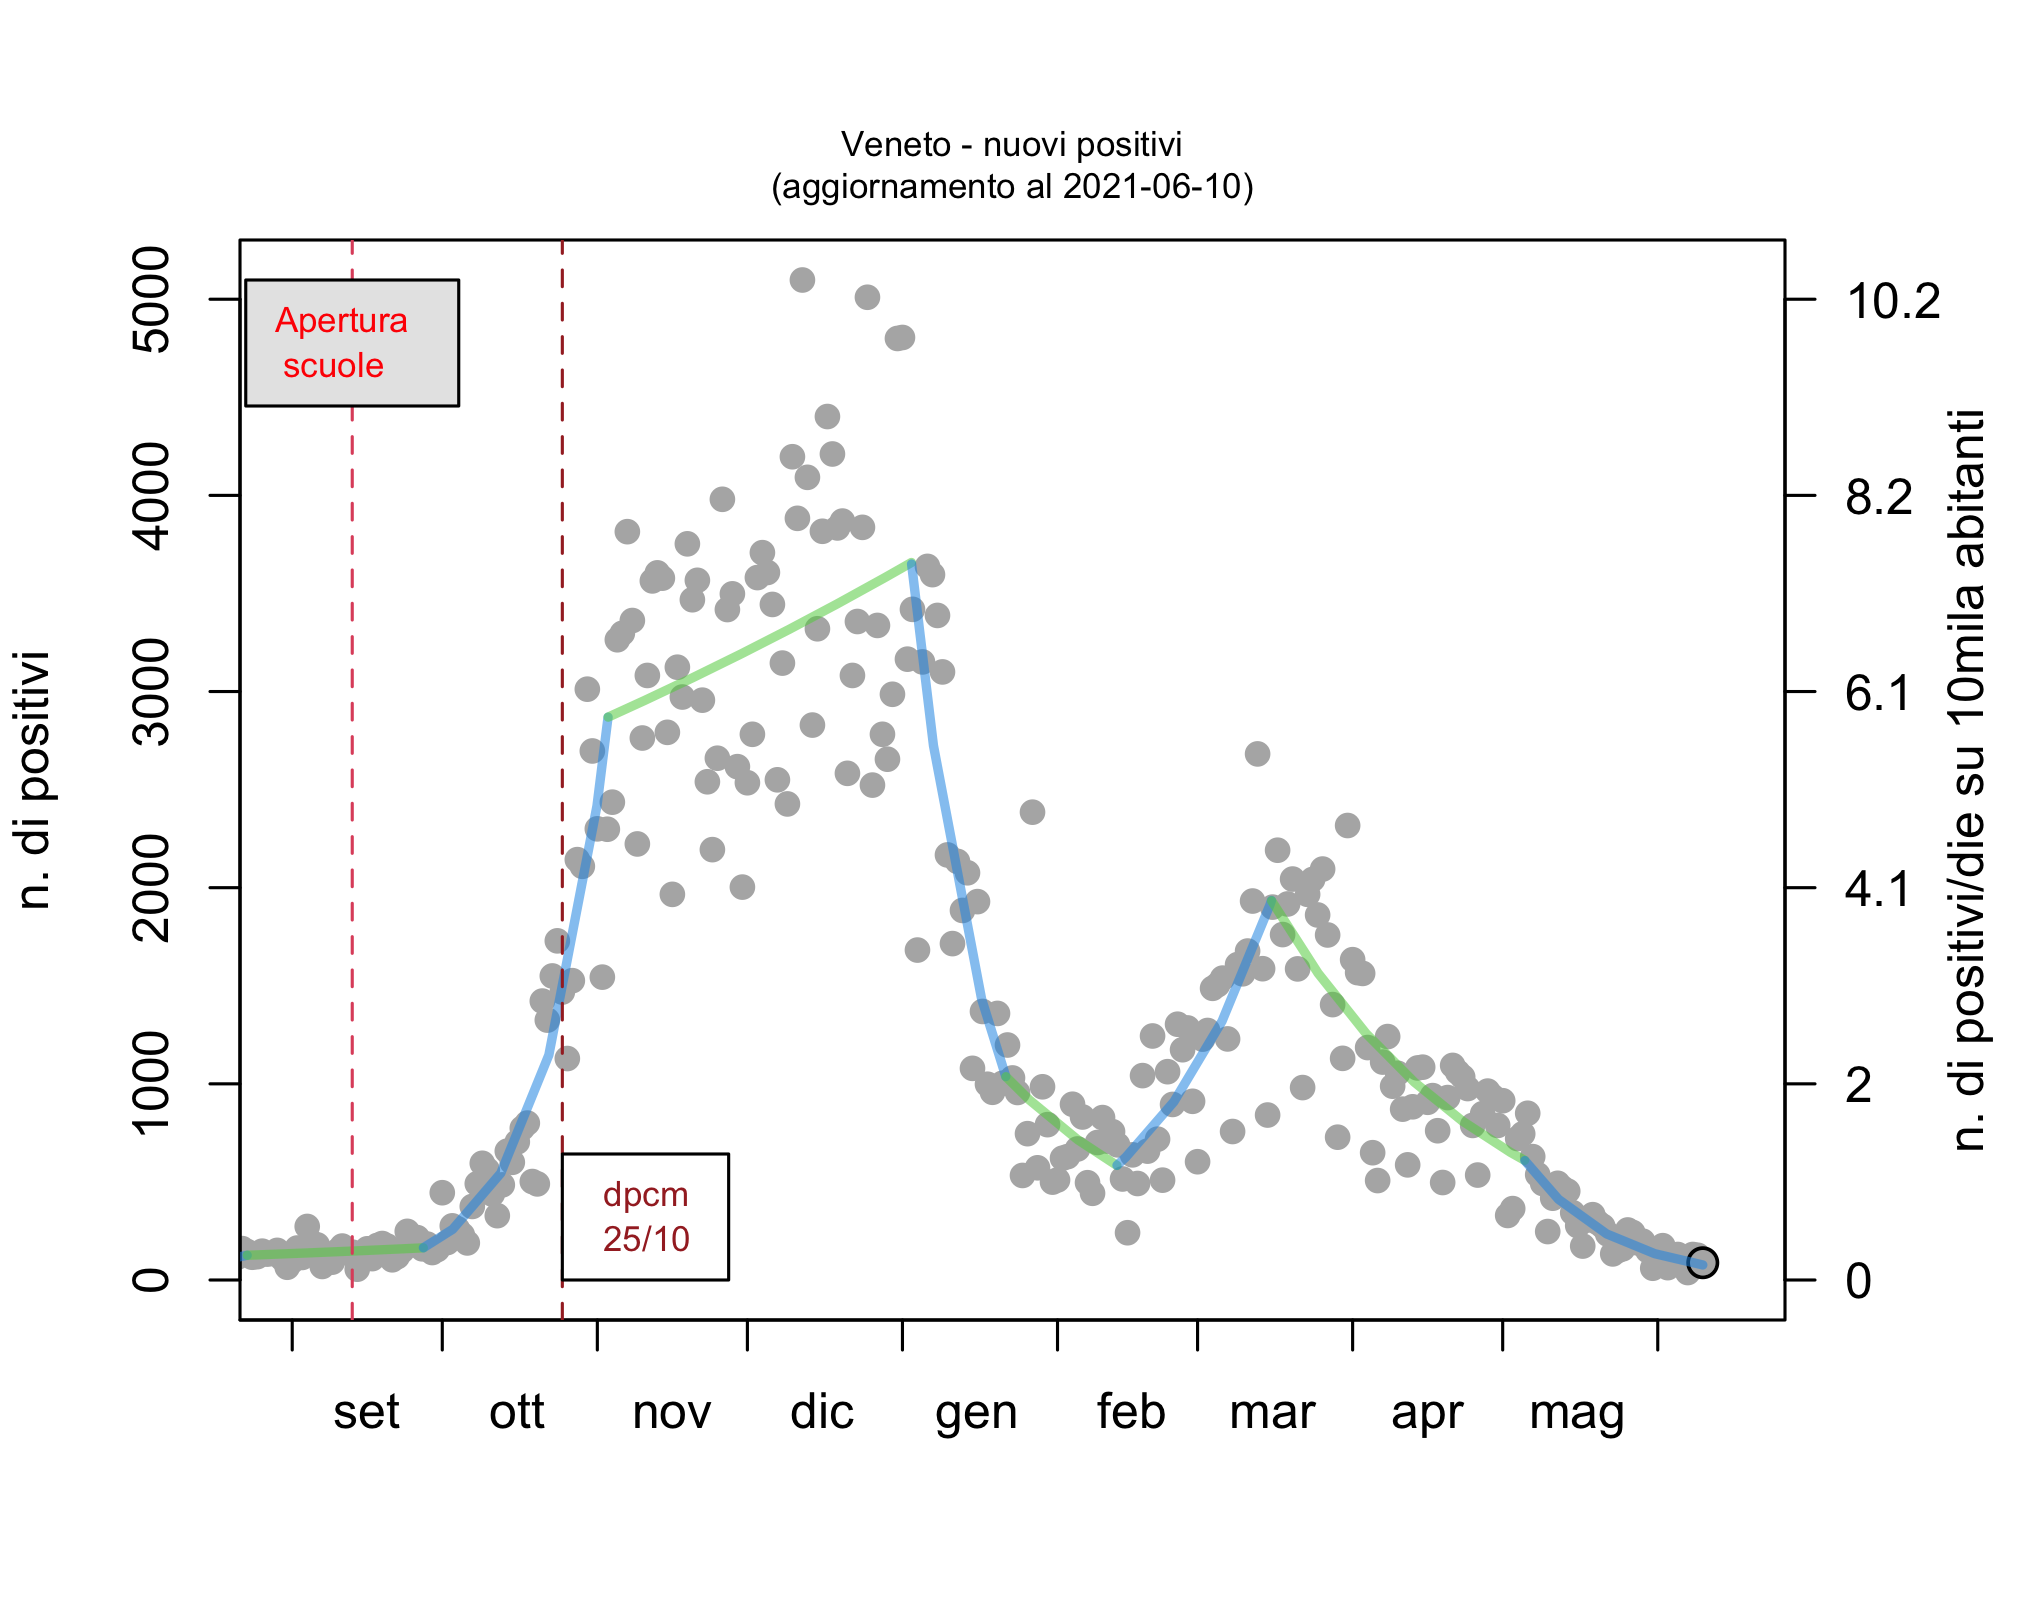 Veneto - nuovi positivi
(aggiornamento al 2021-06-10)
n. di positivi
5000
4000
3000
2000
1000
0
Apertura
scuole
dpcm
25/10
10.2
8.2
6.1
4.1
2
0
n. di positivi/die su 10mila abitanti
set ott nov dic gen feb mar apr mag